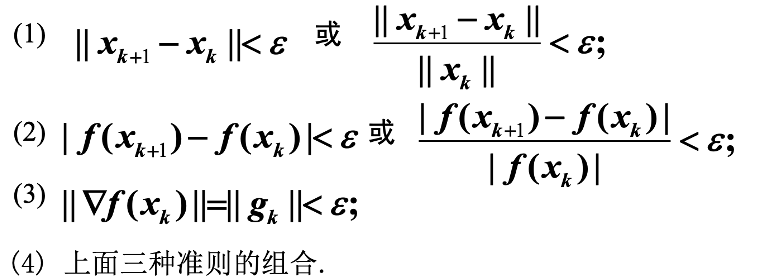 (1) ‖x_{k+1} − x_k‖< ε 或 ‖x_{k+1} − x_k‖ / ‖x_k‖ < ε;
(2) | f(x_{k+1}) − f(x_k)|< ε 或 | f(x_{k+1}) − f(x_k)| / | f(x_k)| < ε;
(3) ‖∇f(x_k)‖=‖g_k‖< ε;
(4) 上面三种准则的组合.